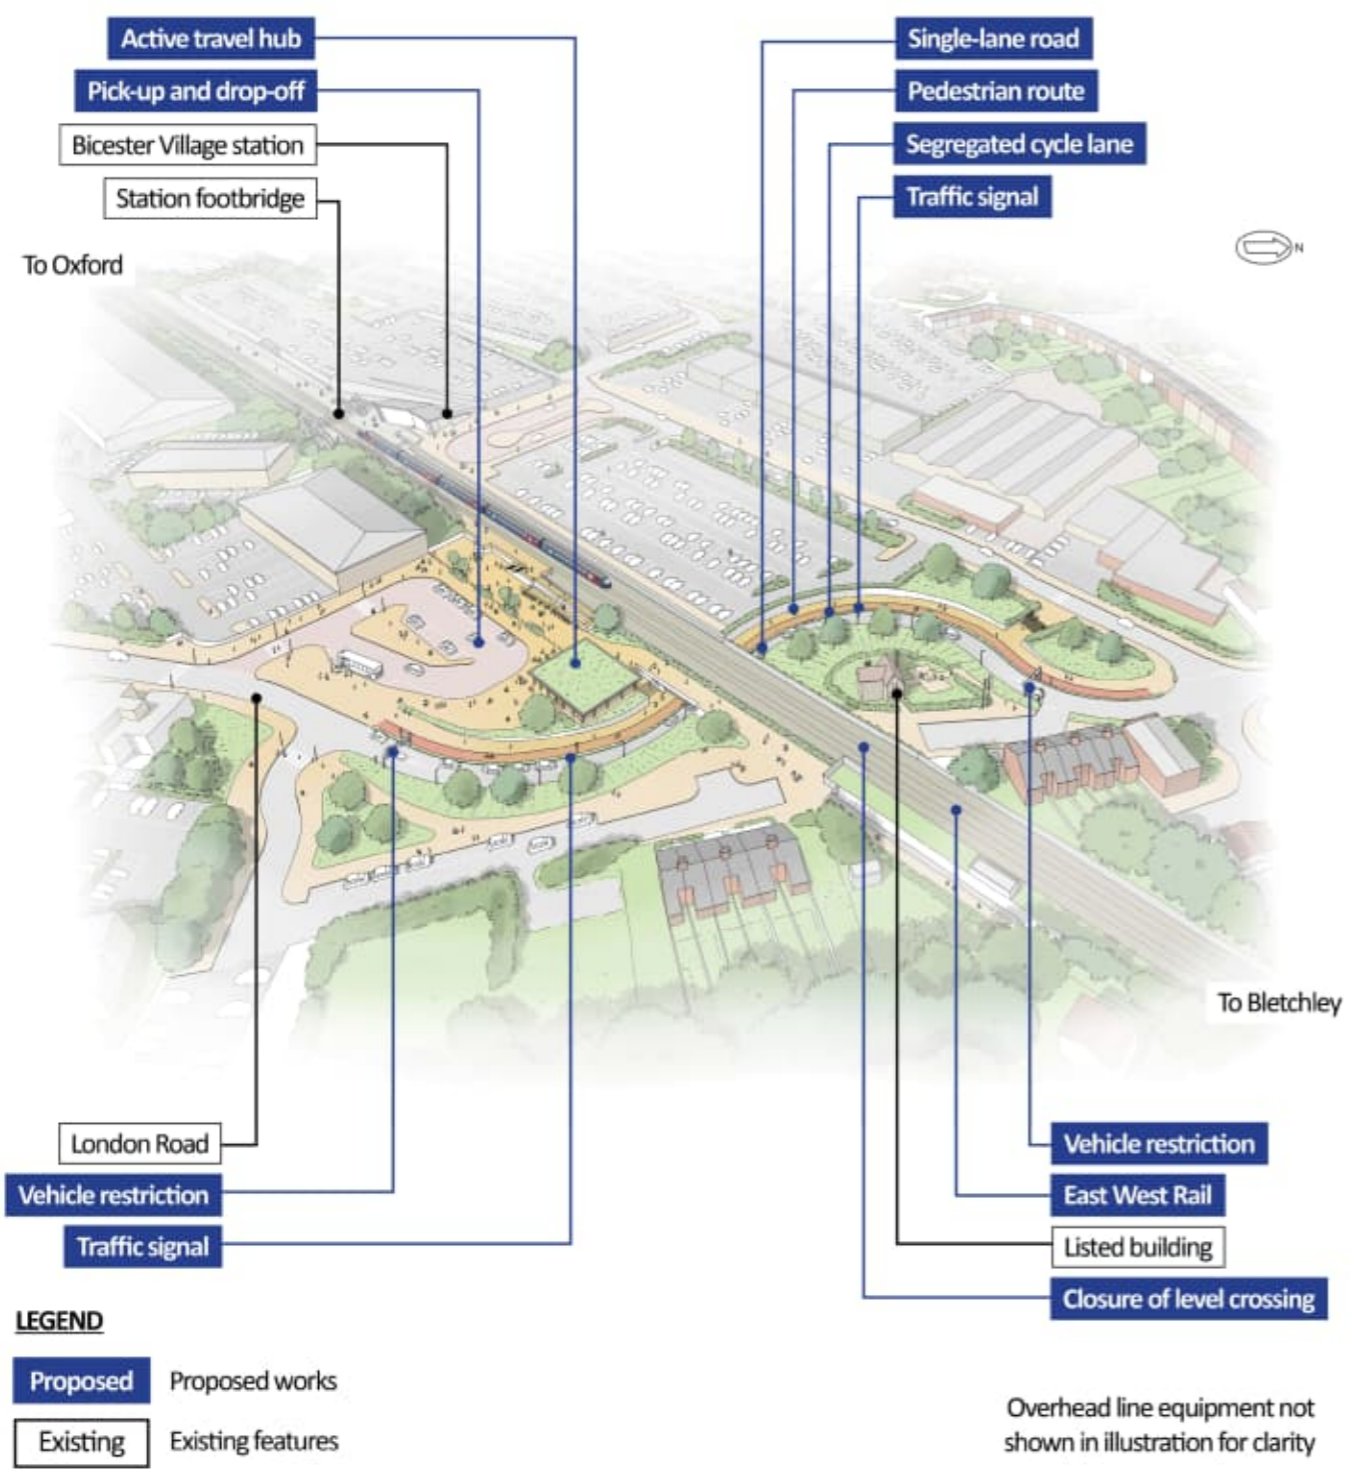 Active travel hub
Pick-up and drop-off
Bicester Village station
Station footbridge
To Oxford
Single-lane road
Pedestrian route
Segregated cycle lane
Traffic signal
N
To Bletchley
London Road
Vehicle restriction
Traffic signal
Vehicle restriction
East West Rail
Listed building
Closure of level crossing
LEGEND
Proposed Proposed works
Existing Existing features
Overhead line equipment not
shown in illustration for clarity